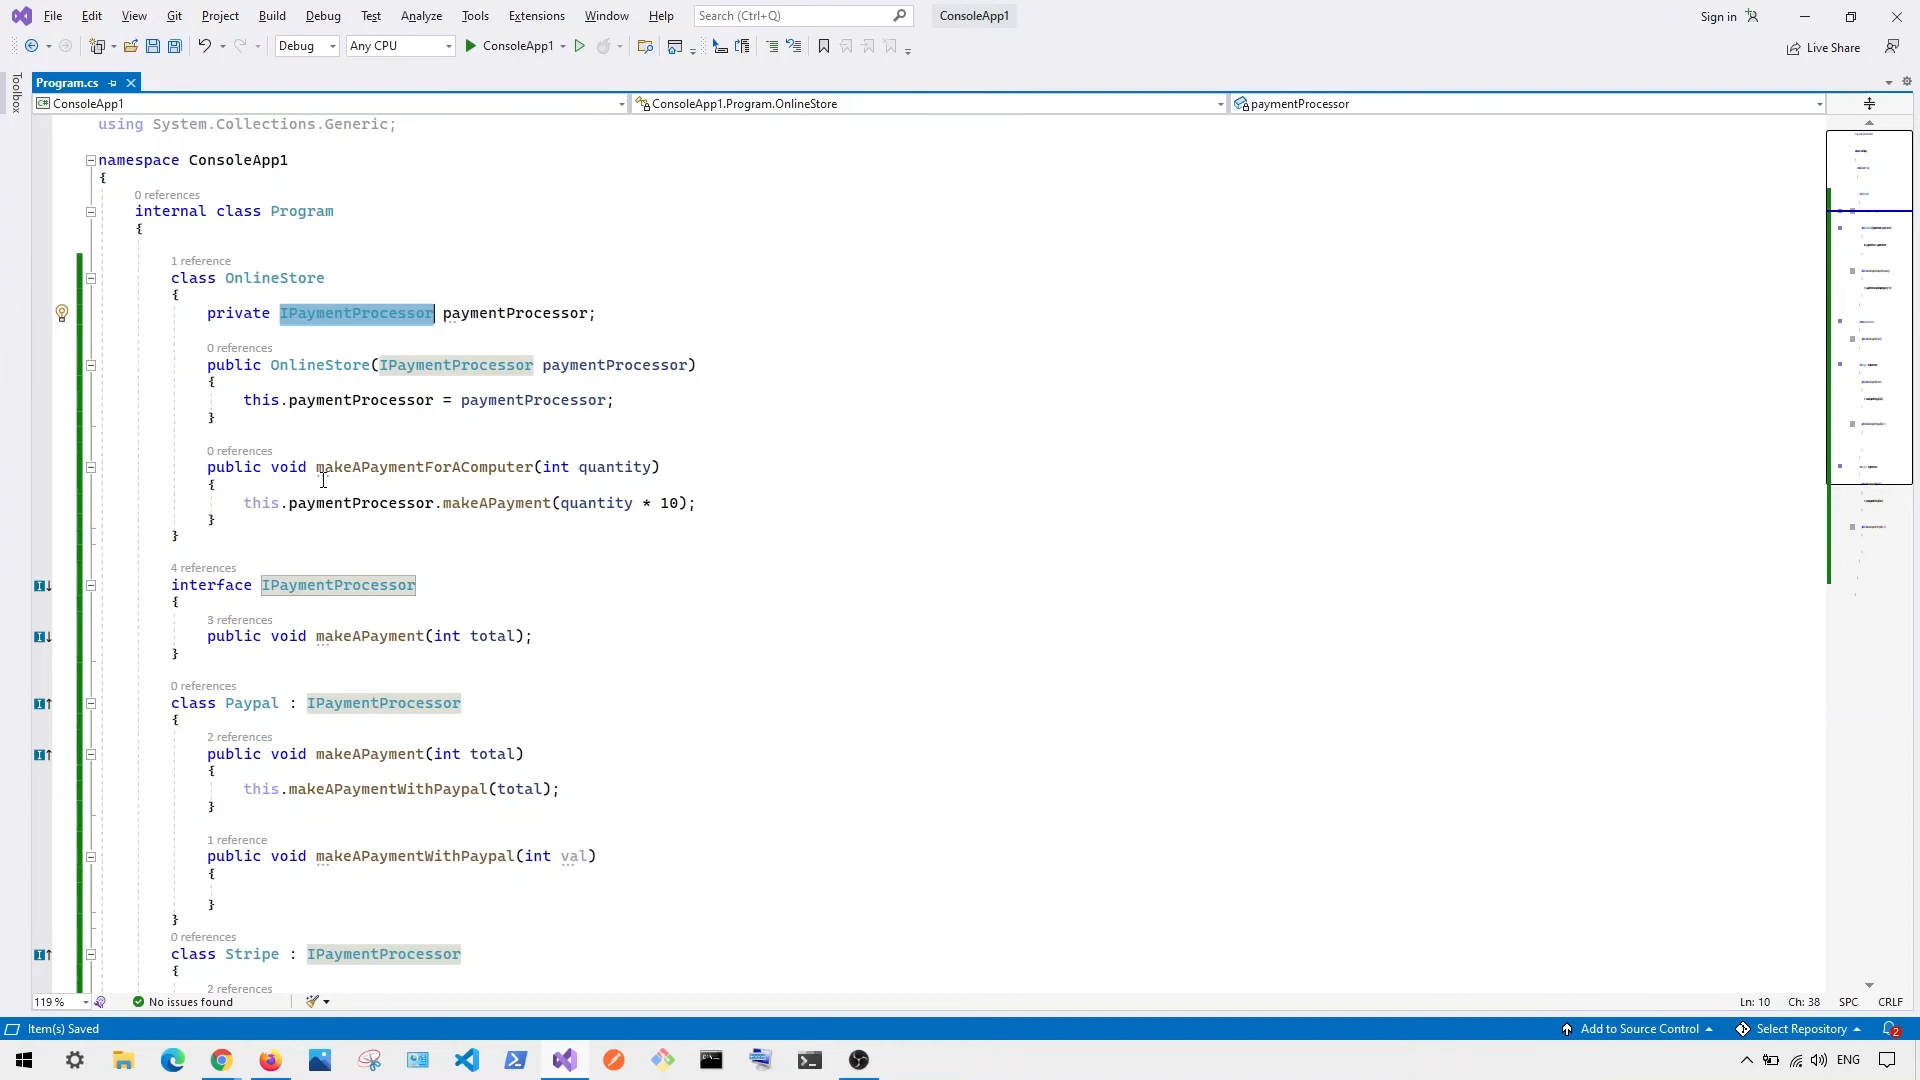 File Edit View Git Project Build Debug Test Analyze Tools Extensions Window Help Search (Ctrl+Q) ConsoleApp1 Sign in
Debug Any CPU ConsoleApp1 Live Share
Toolbox
Program.cs
ConsoleApp1 ConsoleApp1.Program.OnlineStore paymentProcessor
using System.Collections.Generic;
namespace ConsoleApp1
{
0 references
internal class Program
{
1 reference
class OnlineStore
{
private IPaymentProcessor paymentProcessor;
0 references
public OnlineStore(IPaymentProcessor paymentProcessor)
{
this.paymentProcessor = paymentProcessor;
}
0 references
public void makeAPaymentForAComputer(int quantity)
{
this.paymentProcessor.makeAPayment(quantity * 10);
}
}
4 references
interface IPaymentProcessor
{
3 references
public void makeAPayment(int total);
}
0 references
class Paypal : IPaymentProcessor
{
2 references
public void makeAPayment(int total)
{
this.makeAPaymentWithPaypal(total);
}
1 reference
public void makeAPaymentWithPaypal(int val)
{
}
}
0 references
class Stripe : IPaymentProcessor
{
2 references
119 % No issues found Ln: 10 Ch: 38 SPC CRLF
Item(s) Saved Add to Source Control Select Repository 2
ENG